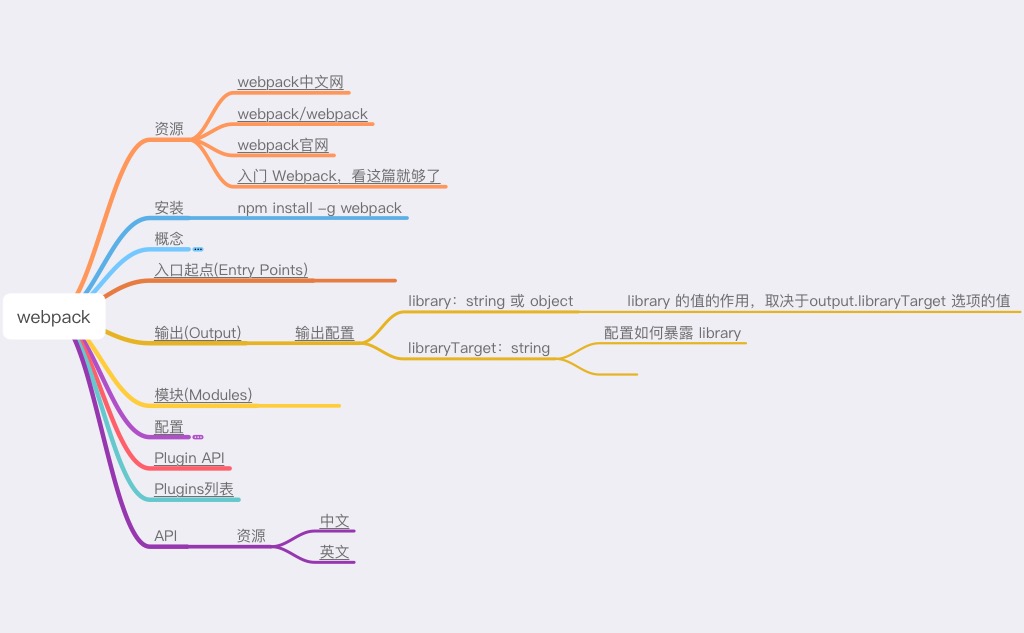 webpack
资源
webpack中文网
webpack/webpack
webpack官网
入门 Webpack，看这篇就够了
安装
npm install -g webpack
概念
入口起点(Entry Points)
输出(Output)
输出配置
library：string 或 object
library 的值的作用，取决于output.libraryTarget 选项的值
libraryTarget：string
配置如何暴露 library
模块(Modules)
配置
Plugin API
Plugins列表
API
资源
中文
英文